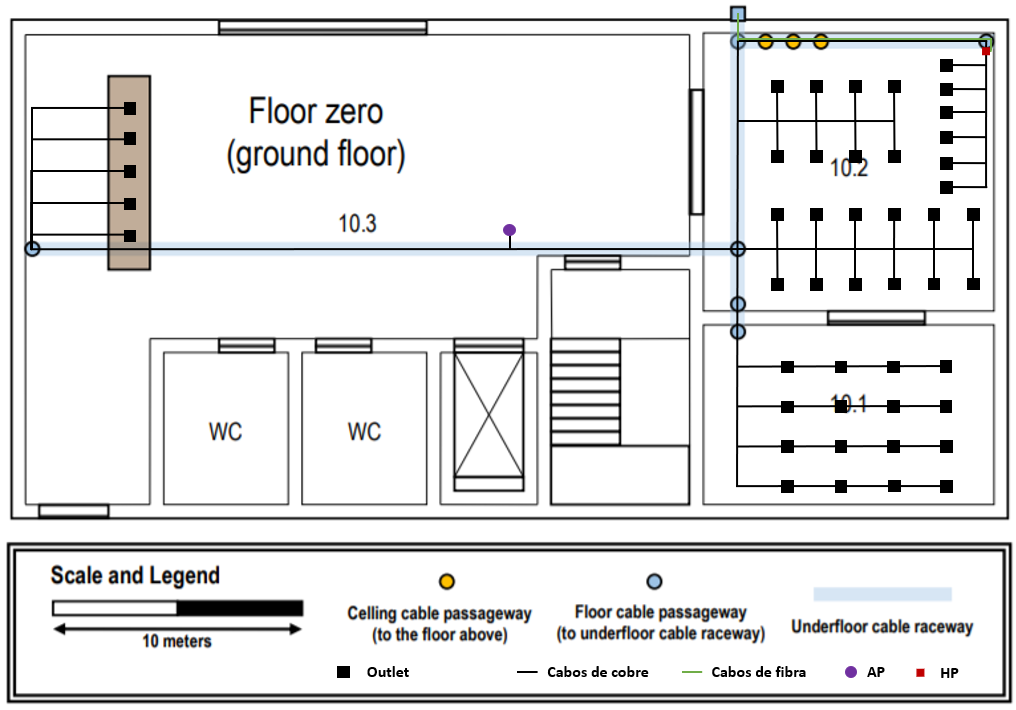 Floor zero
(ground floor)
10.2
10.3
10.1
WC
WC
Scale and Legend
10 meters
Celling cable passageway
(to the floor above)
Floor cable passageway
(to underfloor cable raceway)
Underfloor cable raceway
Outlet
Cabos de cobre
Cabos de fibra
AP
HP